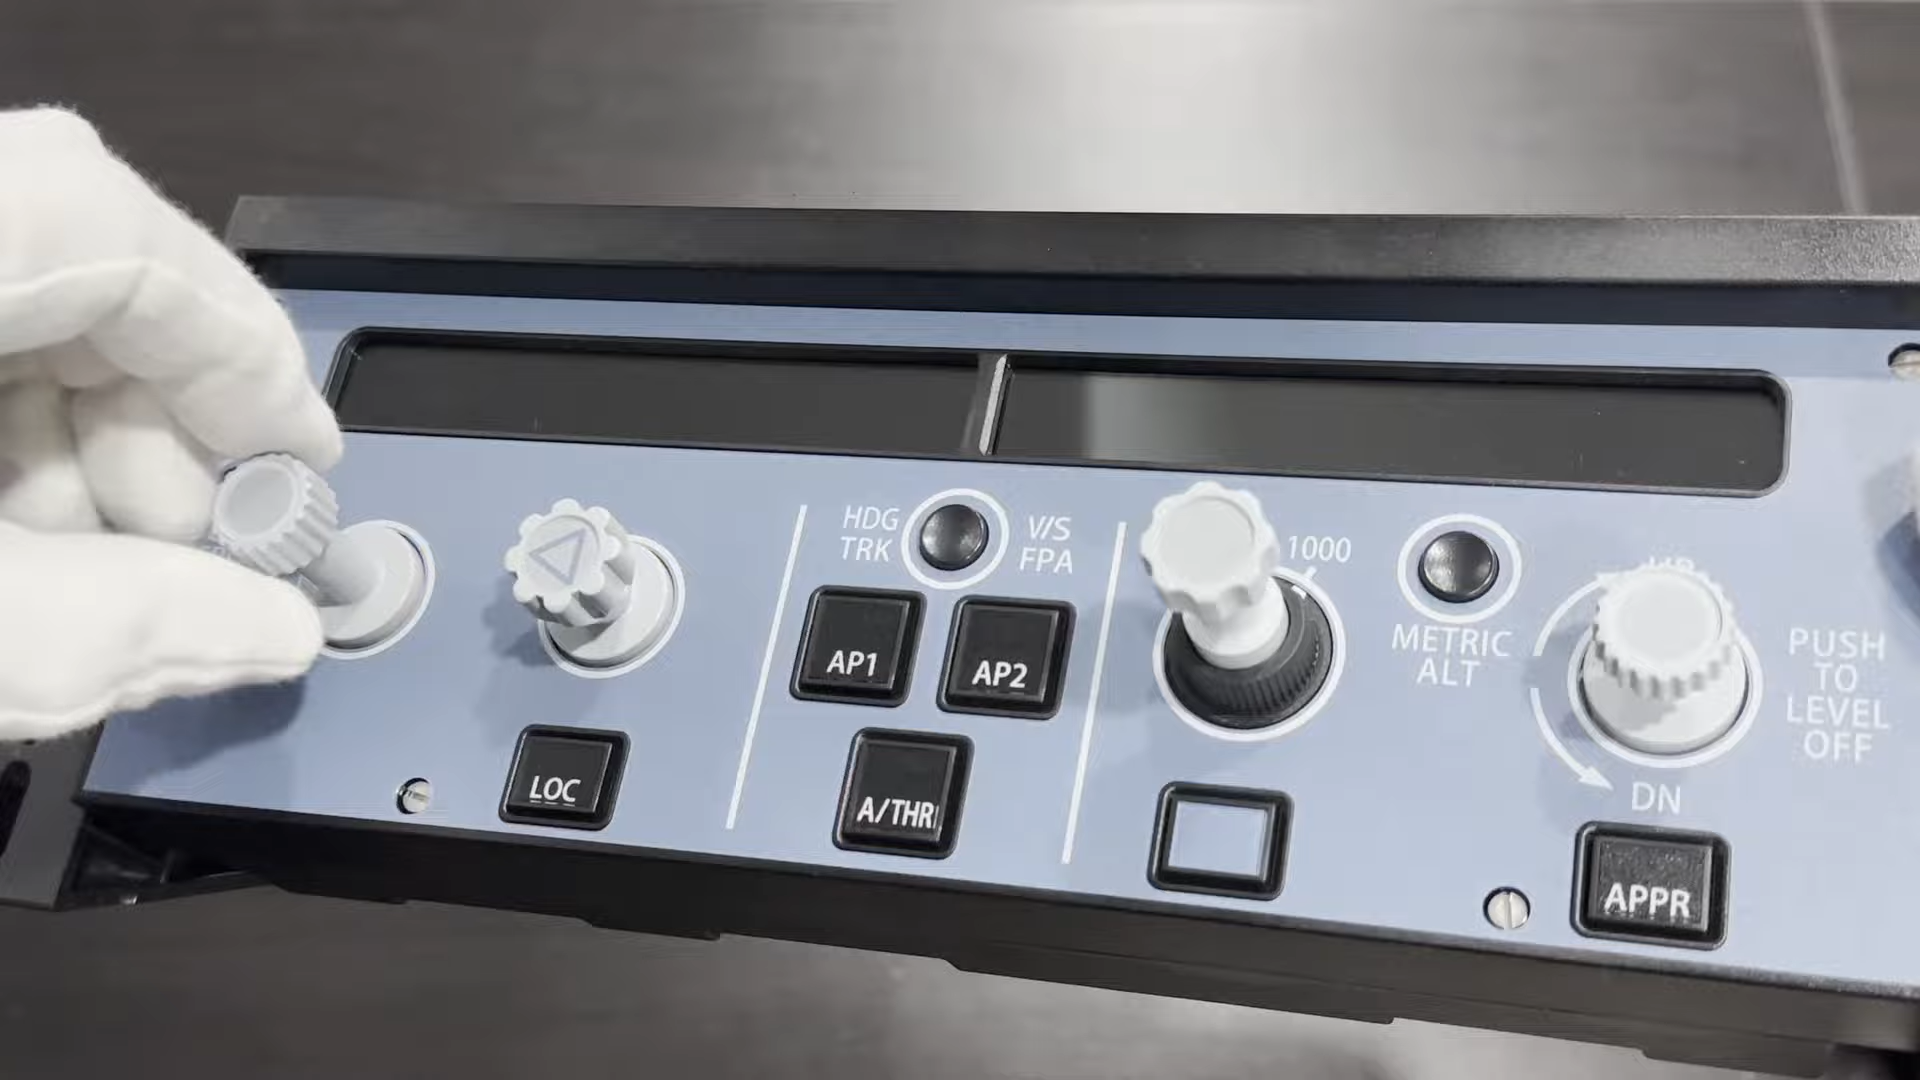 HDG
TRK
V/S
FPA
1000
AP1
AP2
METRIC
ALT
PUSH
TO
LEVEL
OFF
LOC
A/THR
DN
APPR